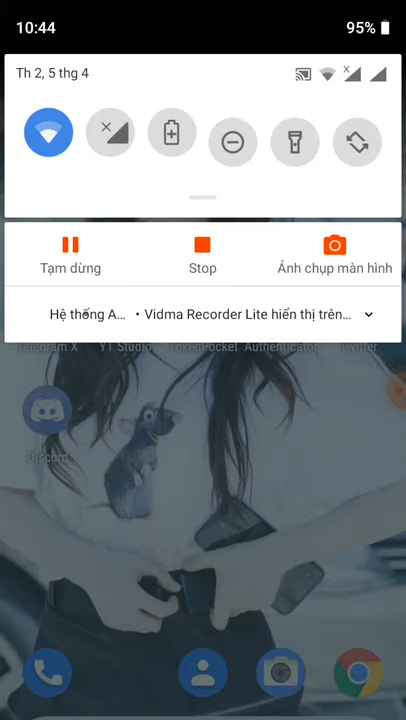 10:44 95%
Th 2, 5 thg 4
Tạm dừng Stop Ảnh chụp màn hình
Hệ thống A... • Vidma Recorder Lite hiển thị trên...
Telegram X YT Studio TokenPocket Authenticator Twitter
Discord